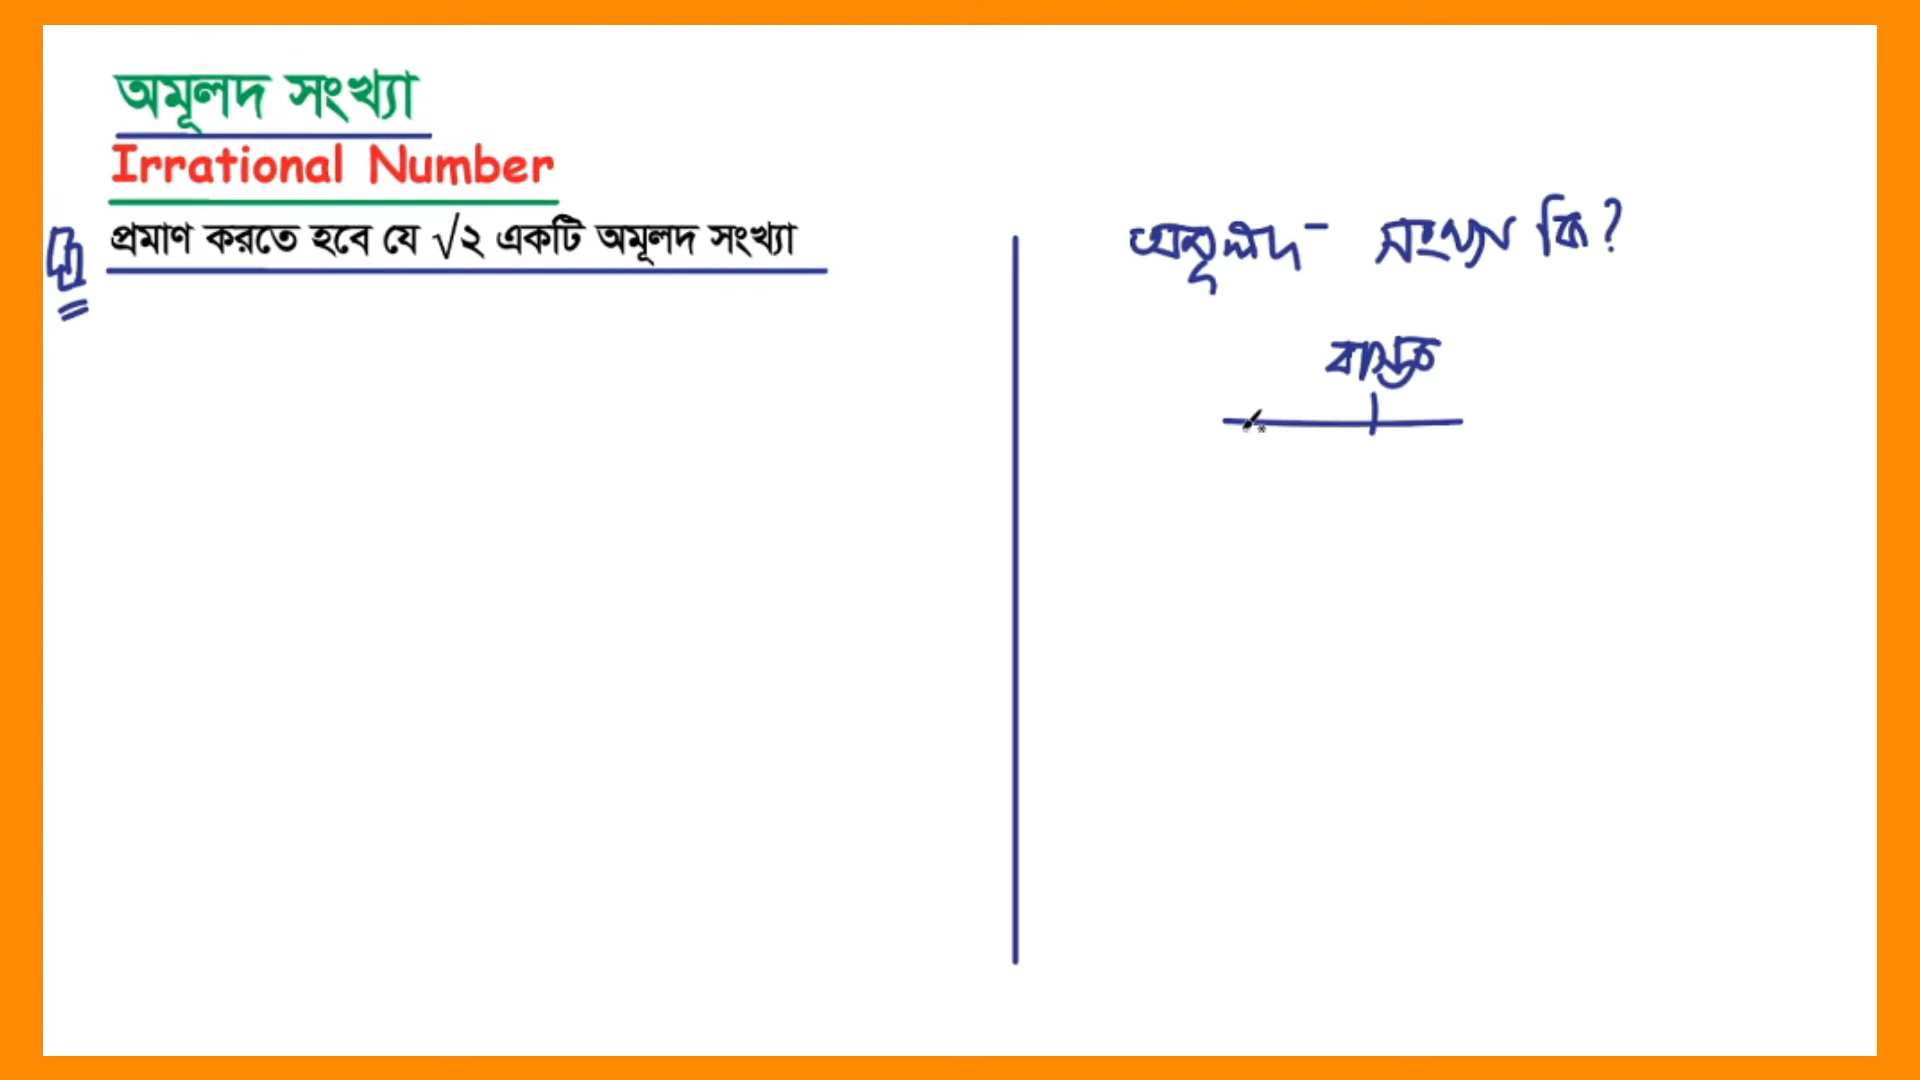 অমূলদ সংখ্যা
Irrational Number
প্রমাণ করতে হবে যে √২ একটি অমূলদ সংখ্যা
অমূলদ সংখ্যা কি?
বাস্তব